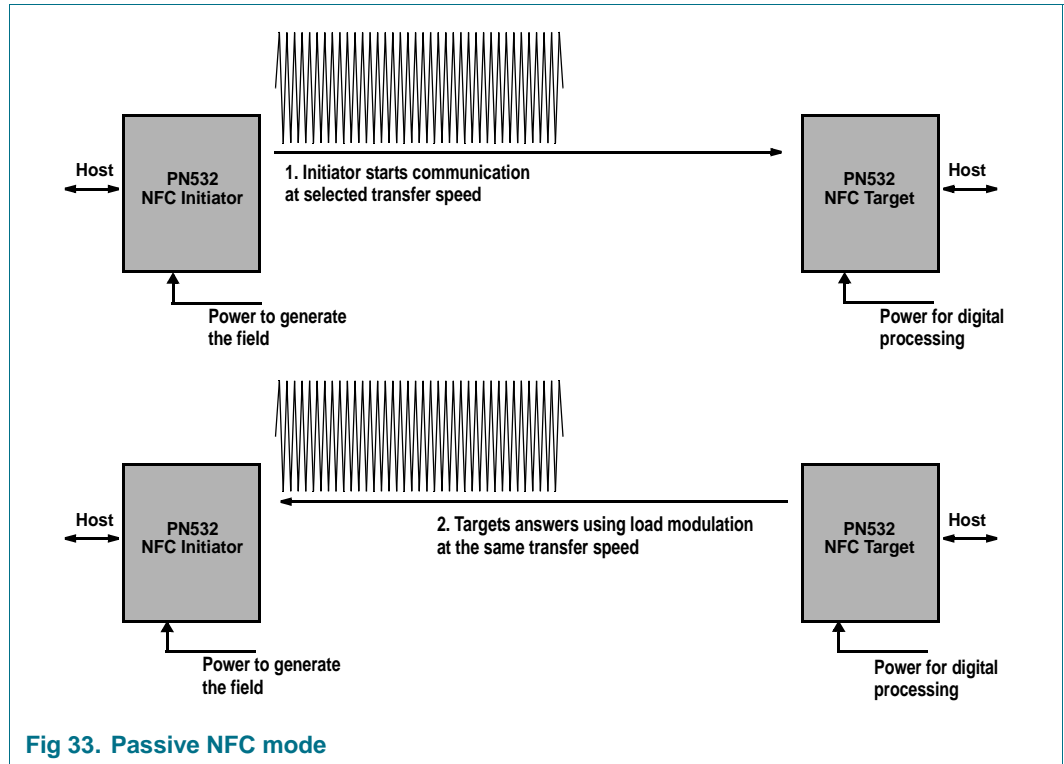 Host
PN532
NFC Initiator
1. Initiator starts communication
at selected transfer speed
PN532
NFC Target
Host
Power to generate
the field
Power for digital
processing
Host
PN532
NFC Initiator
2. Targets answers using load modulation
at the same transfer speed
PN532
NFC Target
Host
Power to generate
the field
Power for digital
processing
Fig 33. Passive NFC mode